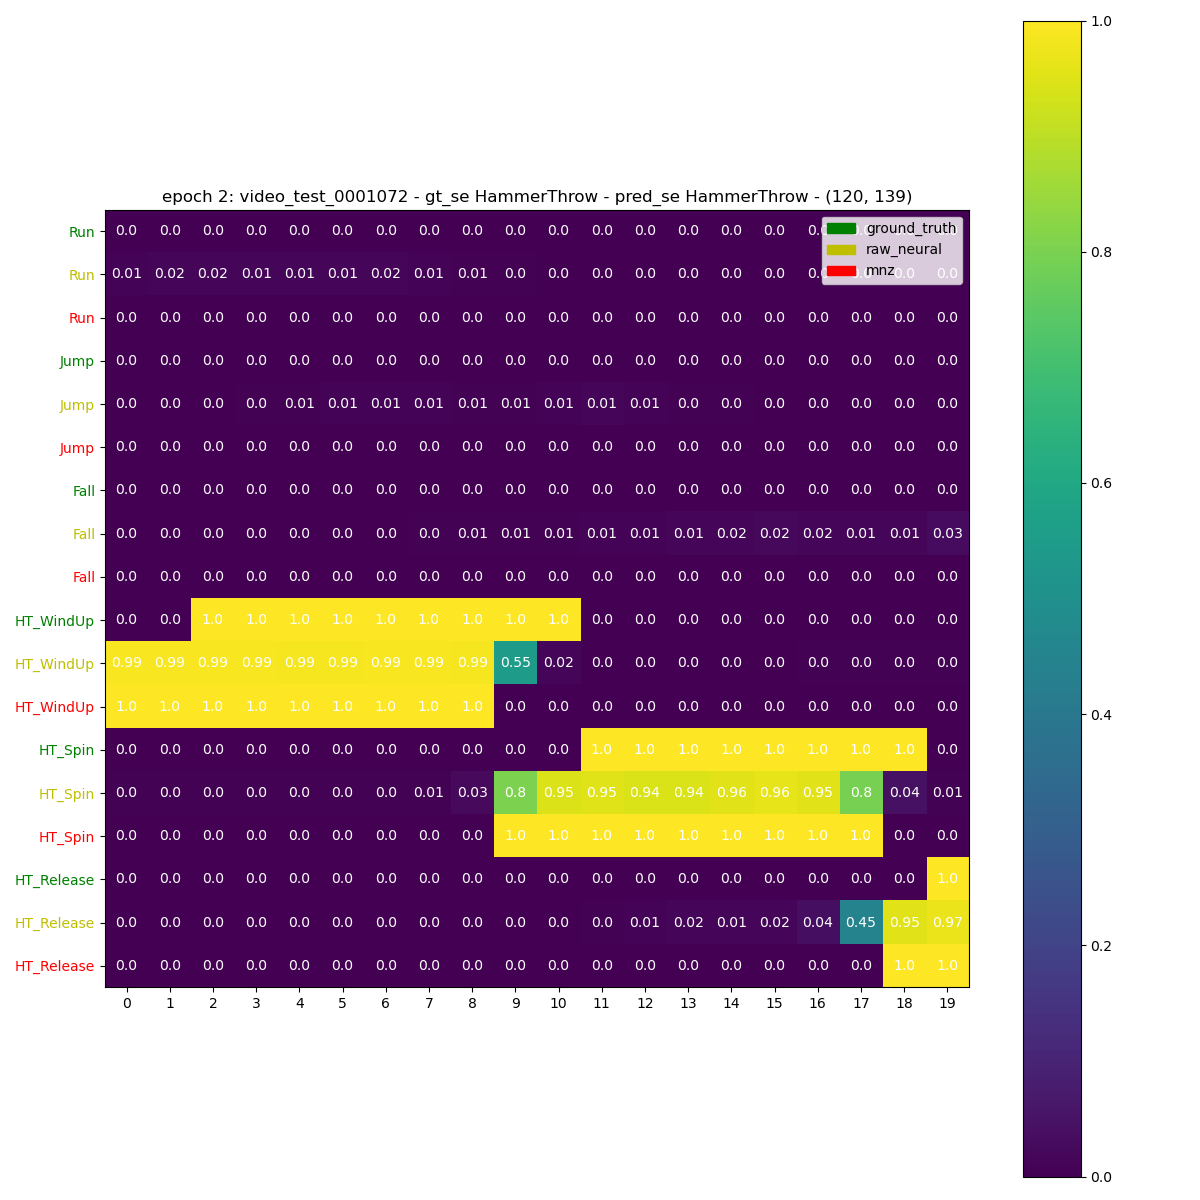 1.0
epoch 2: video_test_0001072 - gt_se HammerThrow - pred_se HammerThrow - (120, 139)
Run 0.0 0.0 0.0 0.0 0.0 0.0 0.0 0.0 0.0 0.0 0.0 0.0 0.0 0.0 0.0 0.0
ground_truth
raw_neural
mnz
0.8
Run 0.01 0.02 0.02 0.01 0.01 0.01 0.02 0.01 0.01 0.0 0.0 0.0 0.0 0.0 0.0 0.0 0.0 0.0
Run 0.0 0.0 0.0 0.0 0.0 0.0 0.0 0.0 0.0 0.0 0.0 0.0 0.0 0.0 0.0 0.0 0.0 0.0 0.0 0.0
Jump 0.0 0.0 0.0 0.0 0.0 0.0 0.0 0.0 0.0 0.0 0.0 0.0 0.0 0.0 0.0 0.0 0.0 0.0 0.0 0.0
Jump 0.0 0.0 0.0 0.0 0.01 0.01 0.01 0.01 0.01 0.01 0.01 0.01 0.01 0.0 0.0 0.0 0.0 0.0 0.0 0.0
Jump 0.0 0.0 0.0 0.0 0.0 0.0 0.0 0.0 0.0 0.0 0.0 0.0 0.0 0.0 0.0 0.0 0.0 0.0 0.0 0.0
0.6
Fall 0.0 0.0 0.0 0.0 0.0 0.0 0.0 0.0 0.0 0.0 0.0 0.0 0.0 0.0 0.0 0.0 0.0 0.0 0.0 0.0
Fall 0.0 0.0 0.0 0.0 0.0 0.0 0.0 0.0 0.01 0.01 0.01 0.01 0.01 0.01 0.02 0.02 0.02 0.01 0.01 0.03
Fall 0.0 0.0 0.0 0.0 0.0 0.0 0.0 0.0 0.0 0.0 0.0 0.0 0.0 0.0 0.0 0.0 0.0 0.0 0.0 0.0
HT_WindUp 0.0 0.0 1.0 1.0 1.0 1.0 1.0 1.0 1.0 1.0 1.0 0.0 0.0 0.0 0.0 0.0 0.0 0.0 0.0 0.0
HT_WindUp 0.99 0.99 0.99 0.99 0.99 0.99 0.99 0.99 0.99 0.55 0.02 0.0 0.0 0.0 0.0 0.0 0.0 0.0 0.0 0.0
HT_WindUp 1.0 1.0 1.0 1.0 1.0 1.0 1.0 1.0 1.0 0.0 0.0 0.0 0.0 0.0 0.0 0.0 0.0 0.0 0.0 0.0
0.4
HT_Spin 0.0 0.0 0.0 0.0 0.0 0.0 0.0 0.0 0.0 0.0 0.0 1.0 1.0 1.0 1.0 1.0 1.0 1.0 1.0 0.0
HT_Spin 0.0 0.0 0.0 0.0 0.0 0.0 0.0 0.01 0.03 0.8 0.95 0.95 0.94 0.94 0.96 0.96 0.95 0.8 0.04 0.01
HT_Spin 0.0 0.0 0.0 0.0 0.0 0.0 0.0 0.0 0.0 1.0 1.0 1.0 1.0 1.0 1.0 1.0 1.0 1.0 0.0 0.0
HT_Release 0.0 0.0 0.0 0.0 0.0 0.0 0.0 0.0 0.0 0.0 0.0 0.0 0.0 0.0 0.0 0.0 0.0 0.0 0.0 1.0
HT_Release 0.0 0.0 0.0 0.0 0.0 0.0 0.0 0.0 0.0 0.0 0.0 0.0 0.01 0.02 0.01 0.02 0.04 0.45 0.95 0.97
0.2
HT_Release 0.0 0.0 0.0 0.0 0.0 0.0 0.0 0.0 0.0 0.0 0.0 0.0 0.0 0.0 0.0 0.0 0.0 0.0 1.0 1.0
0 1 2 3 4 5 6 7 8 9 10 11 12 13 14 15 16 17 18 19
0.0